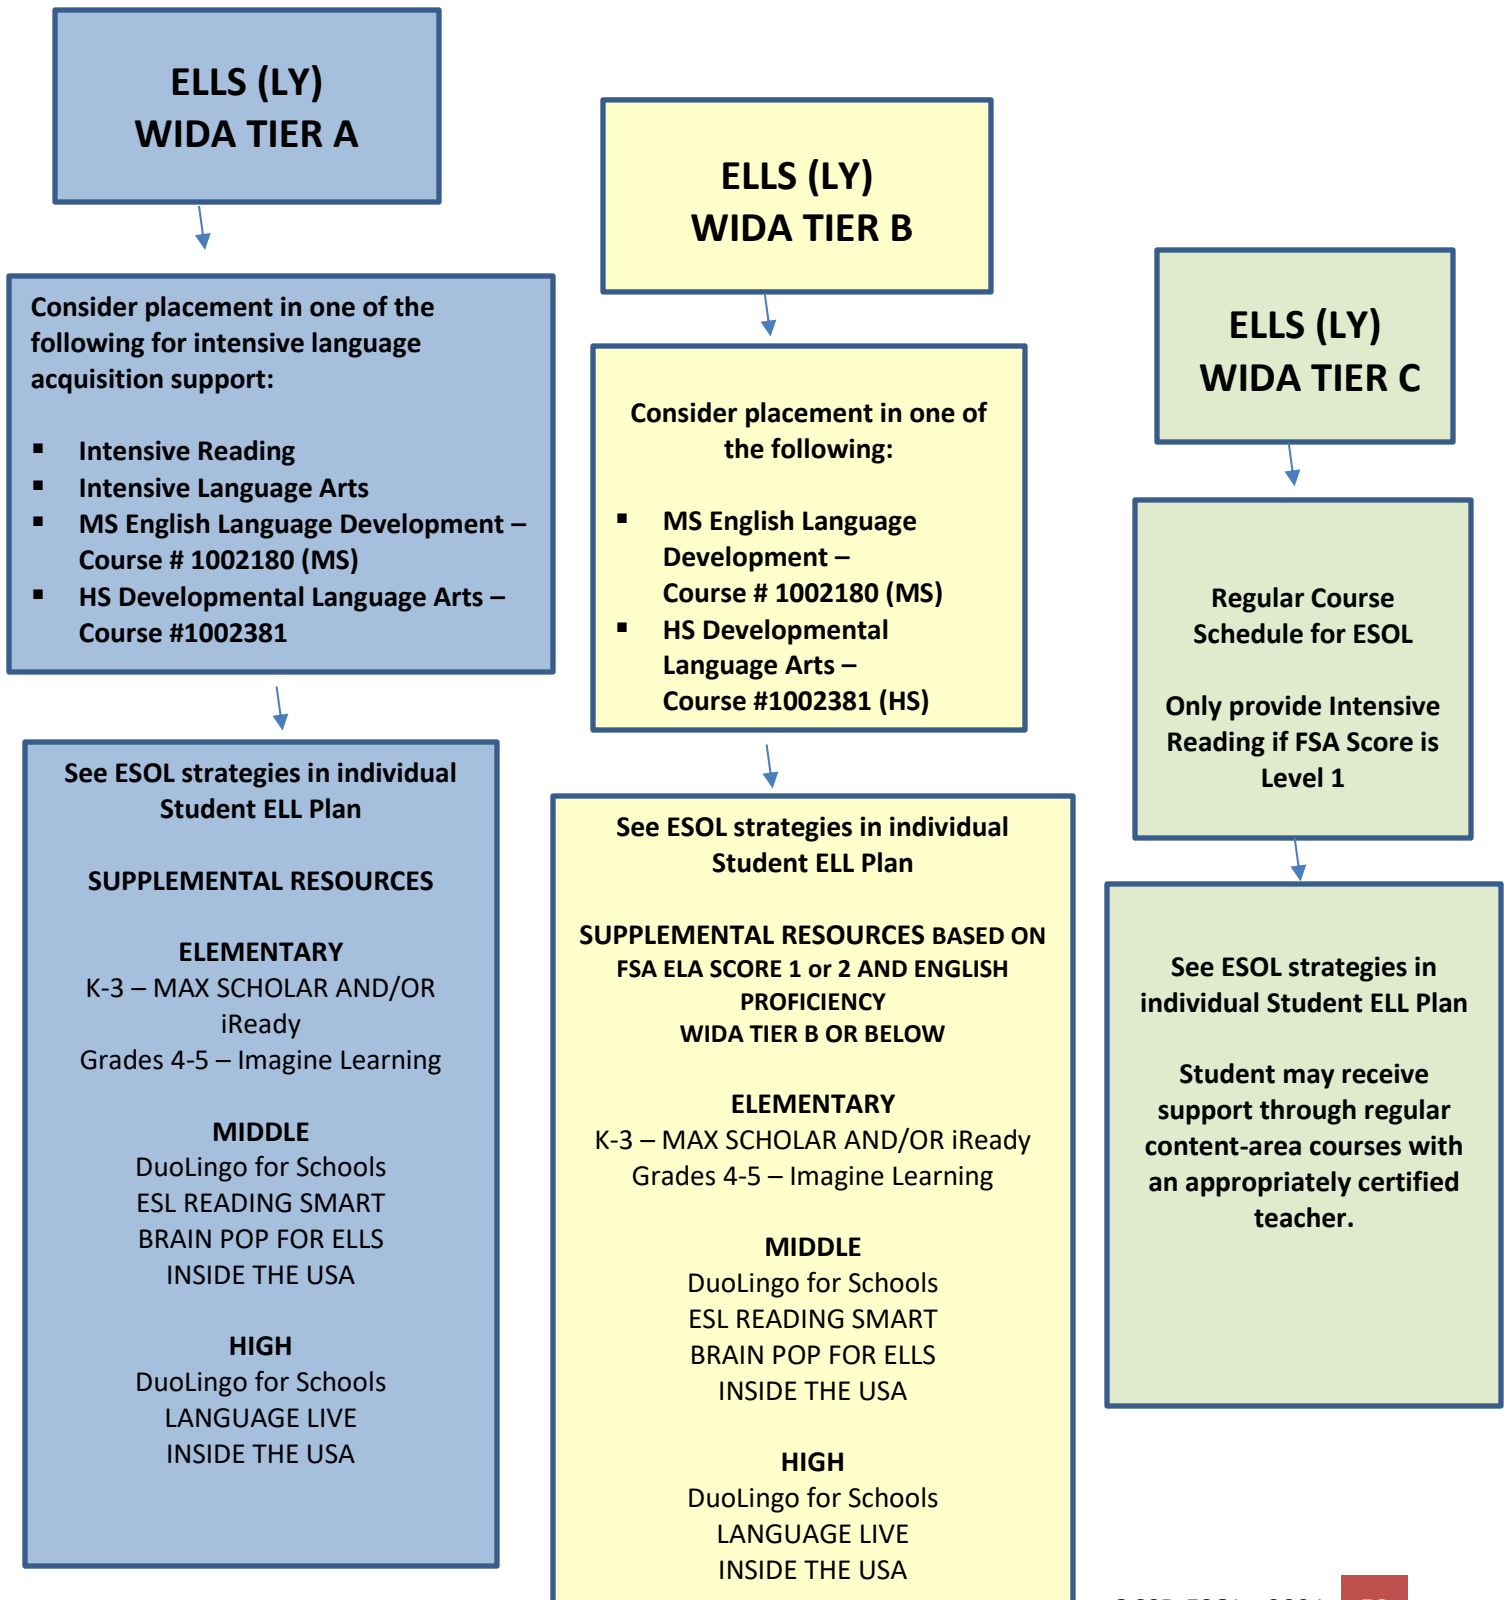 ELLS (LY)
WIDA TIER A
Consider placement in one of the
following for intensive language
acquisition support:
▪ Intensive Reading
▪ Intensive Language Arts
▪ MS English Language Development –
Course # 1002180 (MS)
▪ HS Developmental Language Arts –
Course #1002381
See ESOL strategies in individual
Student ELL Plan
SUPPLEMENTAL RESOURCES
ELEMENTARY
K-3 – MAX SCHOLAR AND/OR
iReady
Grades 4-5 – Imagine Learning
MIDDLE
DuoLingo for Schools
ESL READING SMART
BRAIN POP FOR ELLS
INSIDE THE USA
HIGH
DuoLingo for Schools
LANGUAGE LIVE
INSIDE THE USA
ELLS (LY)
WIDA TIER B
Consider placement in one of
the following:
▪ MS English Language
Development –
Course # 1002180 (MS)
▪ HS Developmental
Language Arts –
Course #1002381 (HS)
See ESOL strategies in individual
Student ELL Plan
SUPPLEMENTAL RESOURCES BASED ON
FSA ELA SCORE 1 or 2 AND ENGLISH
PROFICIENCY
WIDA TIER B OR BELOW
ELEMENTARY
K-3 – MAX SCHOLAR AND/OR iReady
Grades 4-5 – Imagine Learning
MIDDLE
DuoLingo for Schools
ESL READING SMART
BRAIN POP FOR ELLS
INSIDE THE USA
HIGH
DuoLingo for Schools
LANGUAGE LIVE
INSIDE THE USA
ELLS (LY)
WIDA TIER C
Regular Course
Schedule for ESOL
Only provide Intensive
Reading if FSA Score is
Level 1
See ESOL strategies in
individual Student ELL Plan
Student may receive
support through regular
content-area courses with
an appropriately certified
teacher.